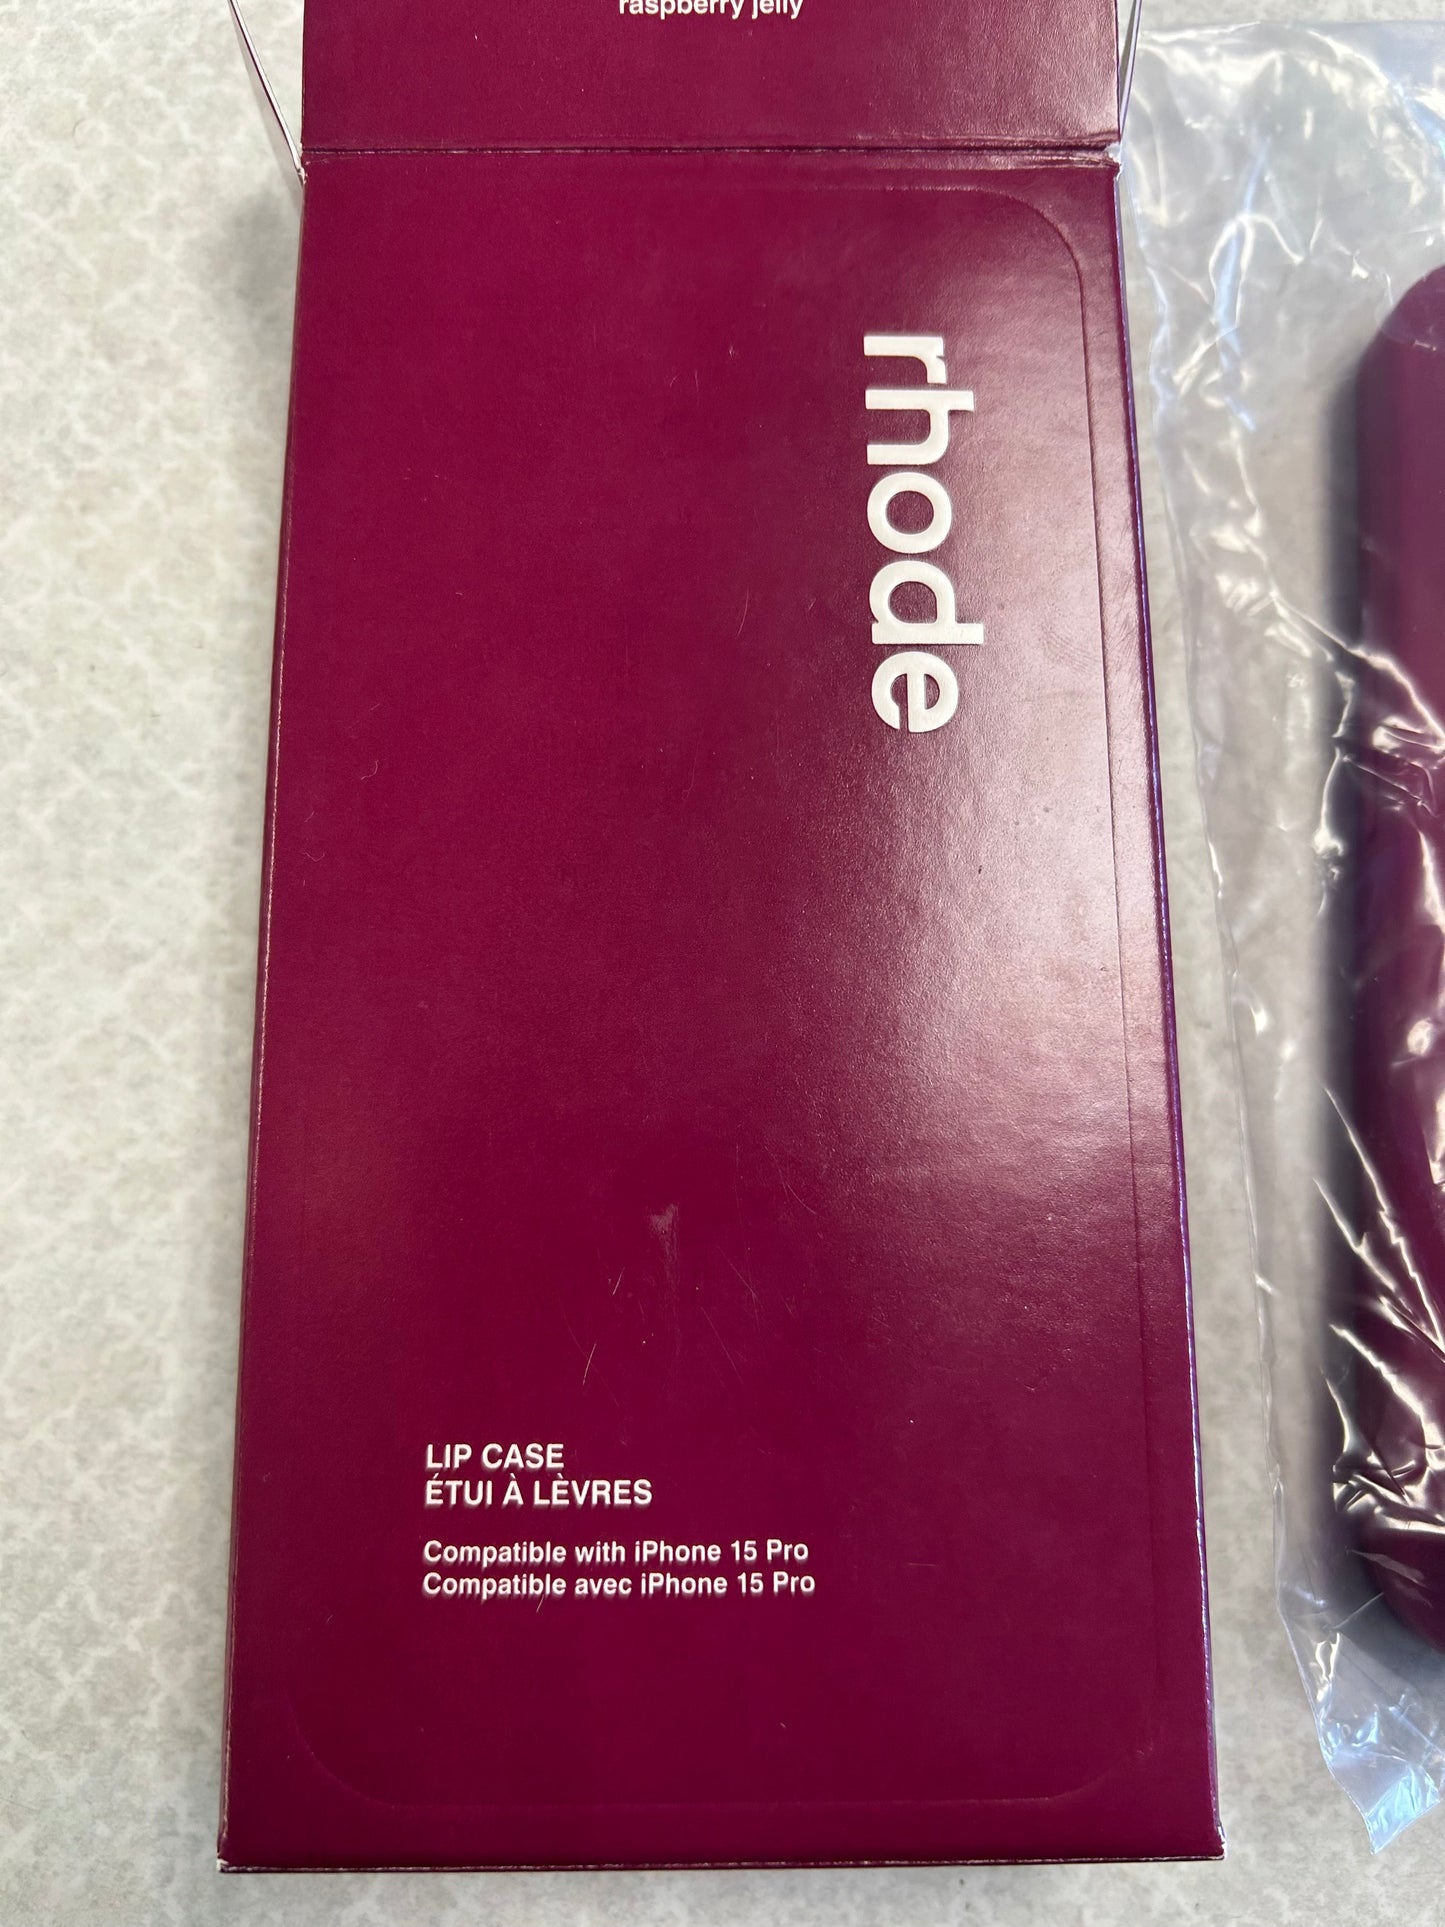 raspberry jelly
rhode
LIP CASE
ÉTUI À LÈVRES
Compatible with iPhone 15 Pro
Compatible avec iPhone 15 Pro